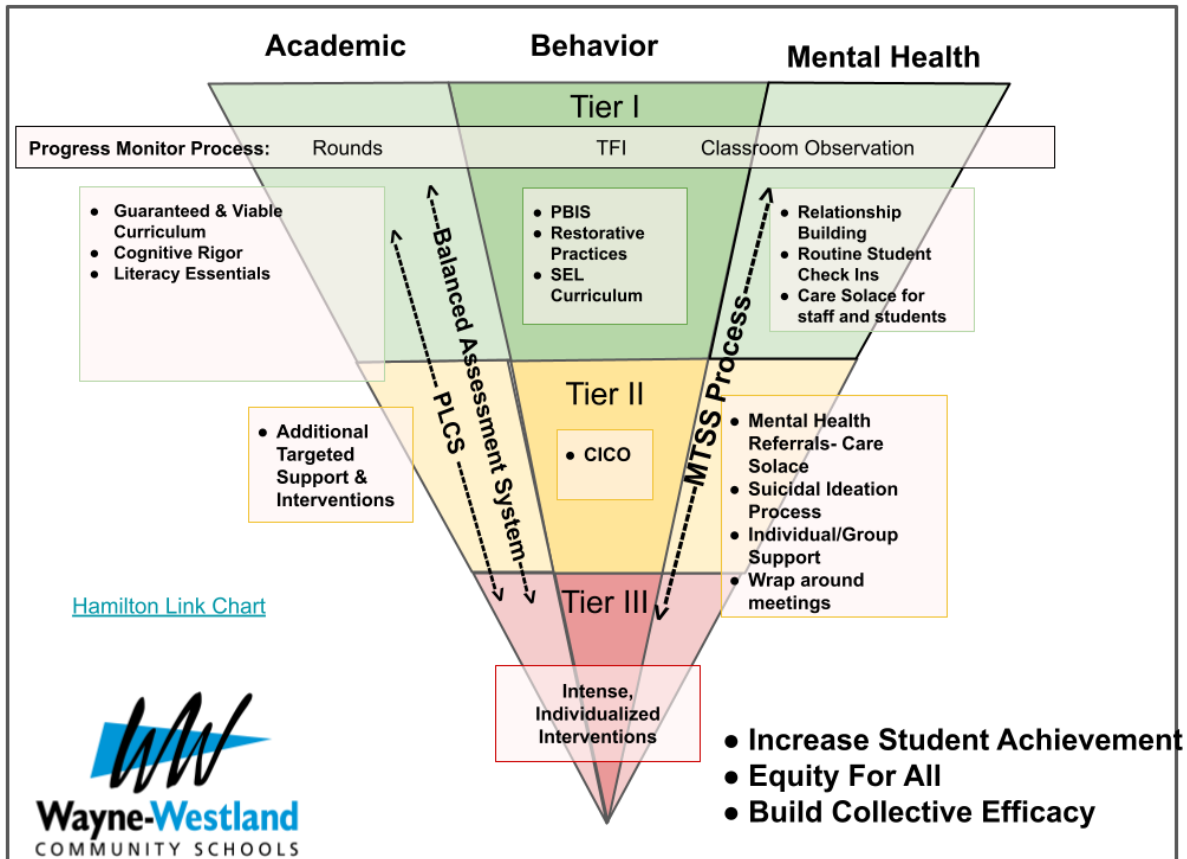 Academic
Behavior
Mental Health
Tier I
Progress Monitor Process:
Rounds
TFI
Classroom Observation
● Guaranteed & Viable
Curriculum
● Cognitive Rigor
● Literacy Essentials
● PBIS
● Restorative
Practices
● SEL
Curriculum
● Relationship
Building
● Routine Student
Check Ins
● Care Solace for
staff and students
Balanced Assessment System
PLCS
MTSS Process
Tier II
● Additional
Targeted
Support &
Interventions
● CICO
● Mental Health
Referrals- Care
Solace
● Suicidal Ideation
Process
● Individual/Group
Support
● Wrap around
meetings
Tier III
Hamilton Link Chart
Intense,
Individualized
Interventions
WW
Wayne-Westland
COMMUNITY SCHOOLS
● Increase Student Achievement
● Equity For All
● Build Collective Efficacy